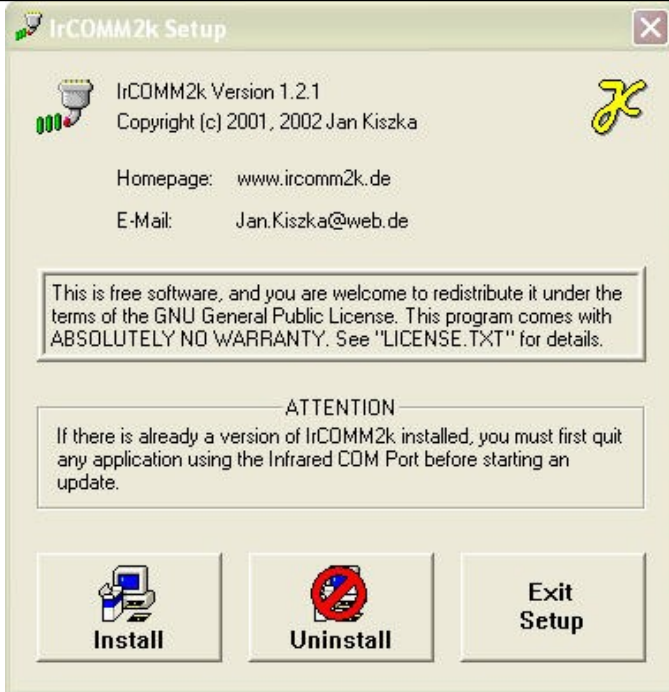 IrCOMM2k Setup
IrCOMM2k Version 1.2.1
Copyright (c) 2001, 2002 Jan Kiszka
Homepage: www.ircomm2k.de
E-Mail: Jan.Kiszka@web.de
This is free software, and you are welcome to redistribute it under the
terms of the GNU General Public License. This program comes with
ABSOLUTELY NO WARRANTY. See "LICENSE.TXT" for details.
ATTENTION
If there is already a version of IrCOMM2k installed, you must first quit
any application using the Infrared COM Port before starting an
update.
Install
Uninstall
Exit
Setup